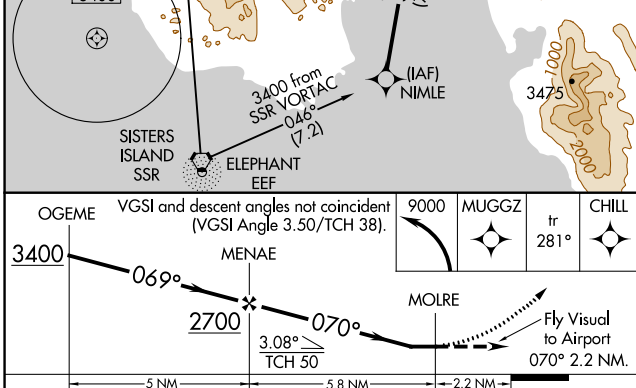 (IAF)
NIMLE
3400 from
SSR VORTAC
046°
(7.2)
1000
3475
2000
SISTERS
ISLAND
SSR
ELEPHANT
EEF
OGEME
VGSI and descent angles not coincident
(VGSI Angle 3.50/TCH 38).
9000
MUGGZ
tr
281°
CHILL
3400
069°
MENAE
2700
070°
3.08°
TCH 50
MOLRE
Fly Visual
to Airport
070° 2.2 NM.
5 NM
5.8 NM
2.2 NM